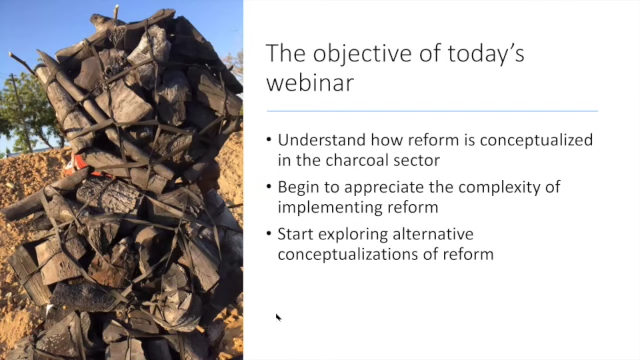 The objective of today's
webinar
• Understand how reform is conceptualized
in the charcoal sector
• Begin to appreciate the complexity of
implementing reform
• Start exploring alternative
conceptualizations of reform